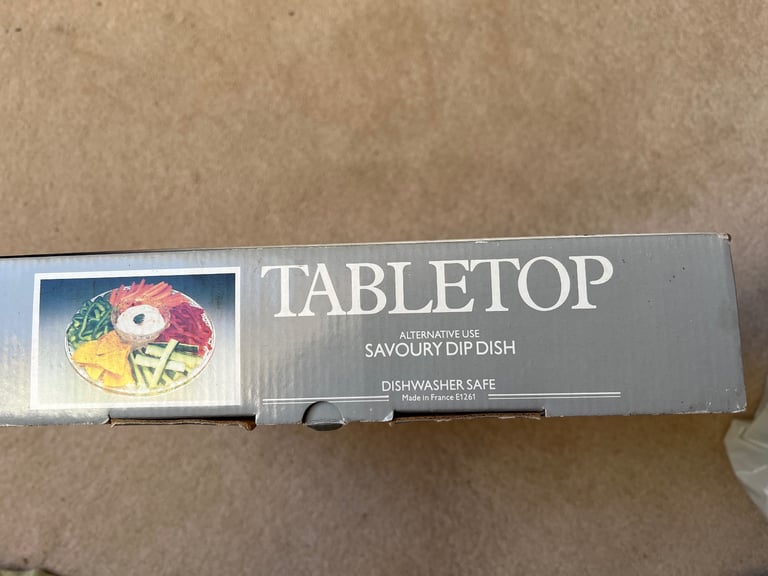 TABLETOP
ALTERNATIVE USE
SAVOURY DIP DISH
DISHWASHER SAFE
Made in France E1261